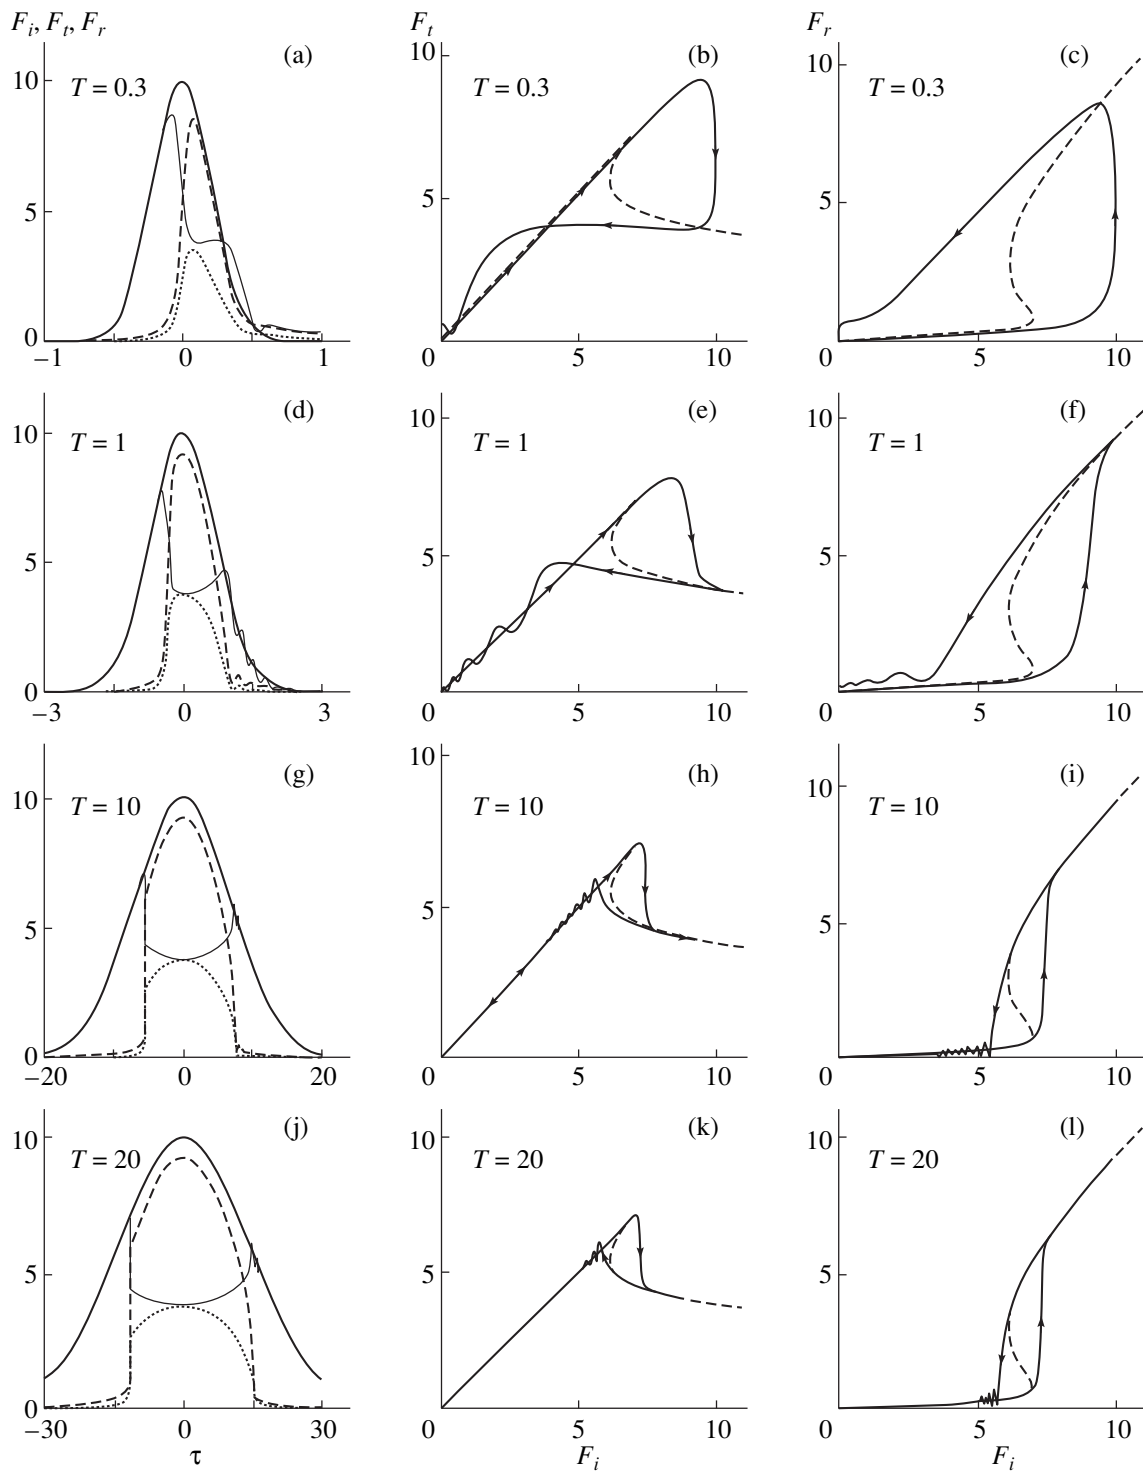 F_i, F_t, F_r
F_t
F_r
(a)
T = 0.3
10
5
0
−1
0
1
(b)
T = 0.3
10
5
0
5
10
(c)
T = 0.3
10
5
0
5
10
(d)
T = 1
10
5
0
−3
0
3
(e)
T = 1
10
5
0
5
10
(f)
T = 1
10
5
0
5
10
(g)
T = 10
10
5
0
−20
0
20
(h)
T = 10
10
5
0
5
10
(i)
T = 10
10
5
0
5
10
(j)
T = 20
10
5
0
−30
0
30
τ
(k)
T = 20
10
5
0
5
10
F_i
(l)
T = 20
10
5
0
5
10
F_i